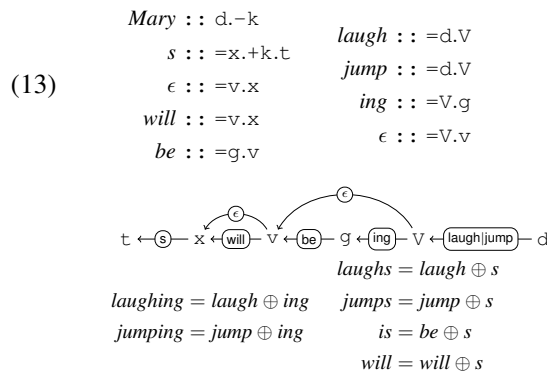 (13)
Mary :: d.-k
s :: =x.+k.t
ϵ :: =v.x
will :: =v.x
be :: =g.v
laugh :: =d.V
jump :: =d.V
ing :: =V.g
ϵ :: =V.v
ϵ ϵ
t s x will v be g ing V laugh|jump d
laughing = laugh ⊕ ing
jumping = jump ⊕ ing
laughs = laugh ⊕ s
jumps = jump ⊕ s
is = be ⊕ s
will = will ⊕ s